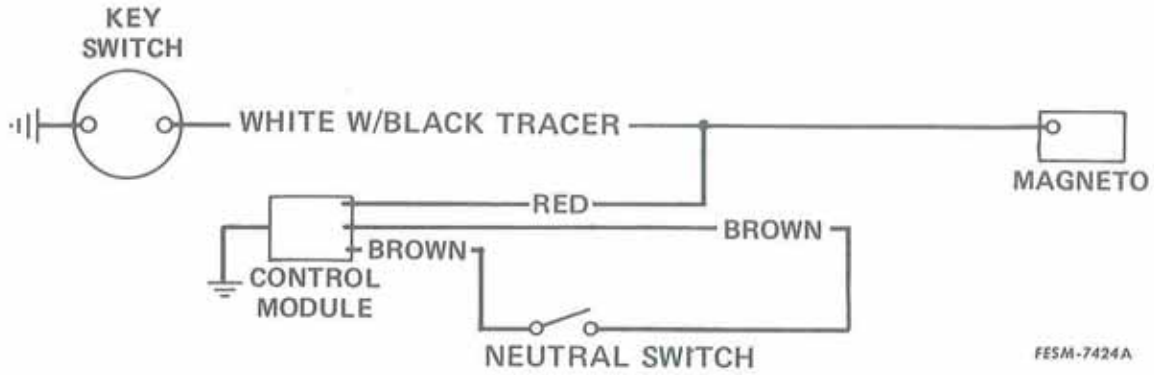 KEY
SWITCH
WHITE W/BLACK TRACER
MAGNETO
RED
BROWN
BROWN
CONTROL
MODULE
NEUTRAL SWITCH
FESM-7424A